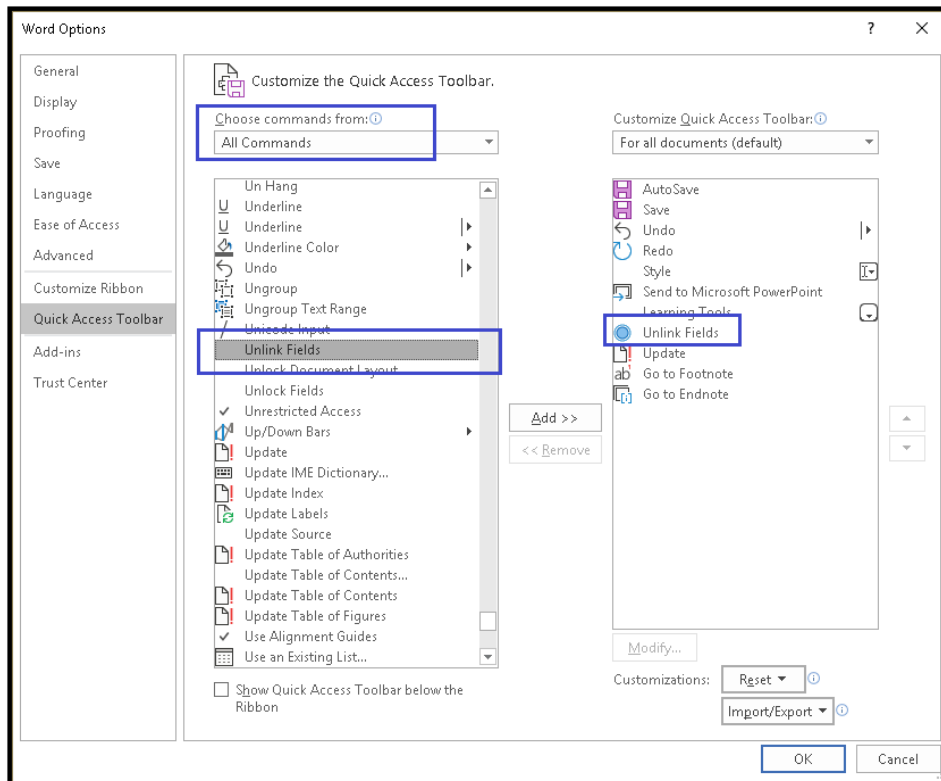 Word Options
?
General
Display
Proofing
Save
Language
Ease of Access
Advanced
Customize Ribbon
Quick Access Toolbar
Add-ins
Trust Center
Customize the Quick Access Toolbar.
Choose commands from:
All Commands
Un Hang
Underline
Underline
Underline Color
Undo
Ungroup
Ungroup Text Range
Unicode Input
Unlink Fields
Unlock Document Layout
Unlock Fields
Unrestricted Access
Up/Down Bars
Update
Update IME Dictionary...
Update Index
Update Labels
Update Source
Update Table of Authorities
Update Table of Contents...
Update Table of Contents
Update Table of Figures
Use Alignment Guides
Use an Existing List...
Show Quick Access Toolbar below the
Ribbon
Add >>
<< Remove
Customize Quick Access Toolbar:
For all documents (default)
AutoSave
Save
Undo
Redo
Style
Send to Microsoft PowerPoint
Learning Tools
Unlink Fields
Update
Go to Footnote
Go to Endnote
Modify...
Customizations:
Reset
Import/Export
OK
Cancel